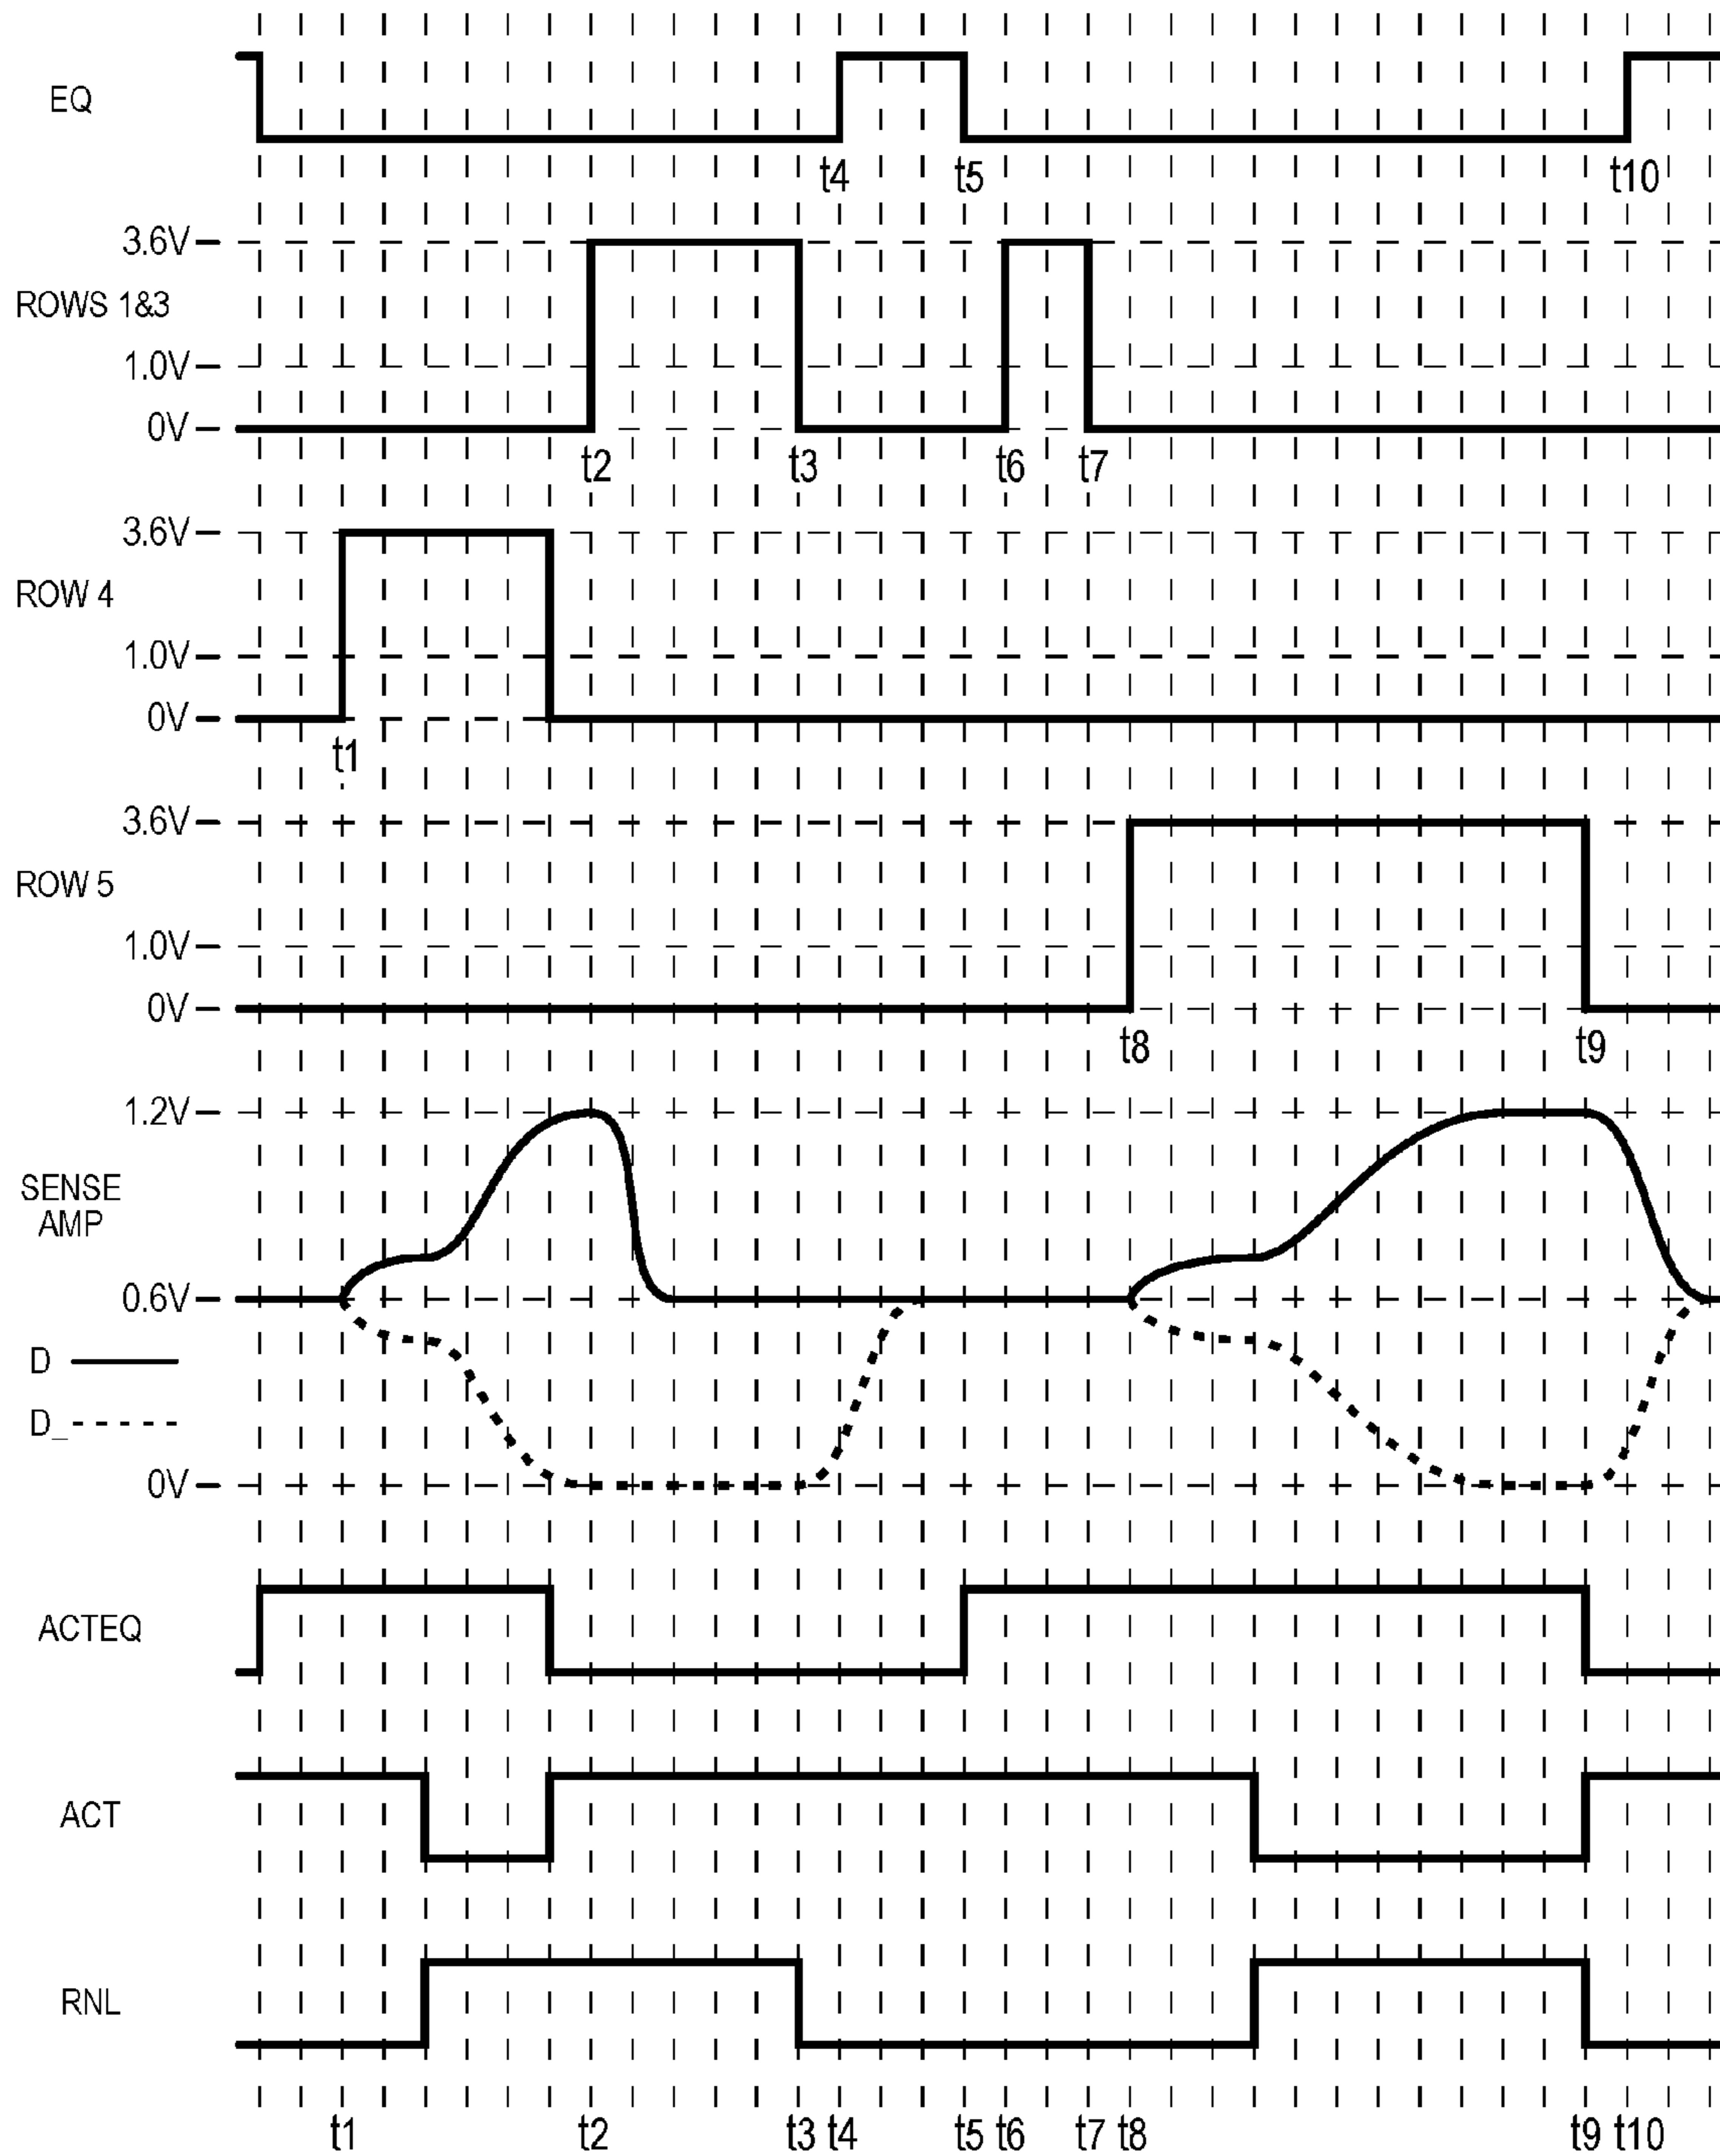 EQ
t4 t5 t10
3.6V
ROWS 1&3
1.0V
0V
t2 t3 t6 t7
3.6V
ROW 4
1.0V
0V
t1
3.6V
ROW 5
1.0V
0V
t8 t9
1.2V
SENSE
AMP
0.6V
D
D_
0V
ACTEQ
ACT
RNL
t1 t2 t3 t4 t5 t6 t7 t8 t9 t10